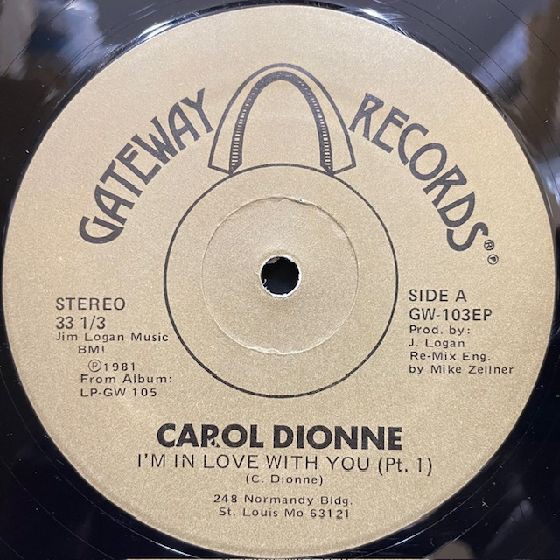 GATEWAY RECORDS®℗
STEREO
33 1/3
Jim Logan Music
BMI
℗1981
From Album:
LP-GW 105
SIDE A
GW-103EP
Prod. by:
J. Logan
Re-Mix Eng.
by Mike Zellner
CAROL DIONNE
I'M IN LOVE WITH YOU (Pt. 1)
(C. Dionne)
248 Normandy Bldg.
St. Louis Mo 63121